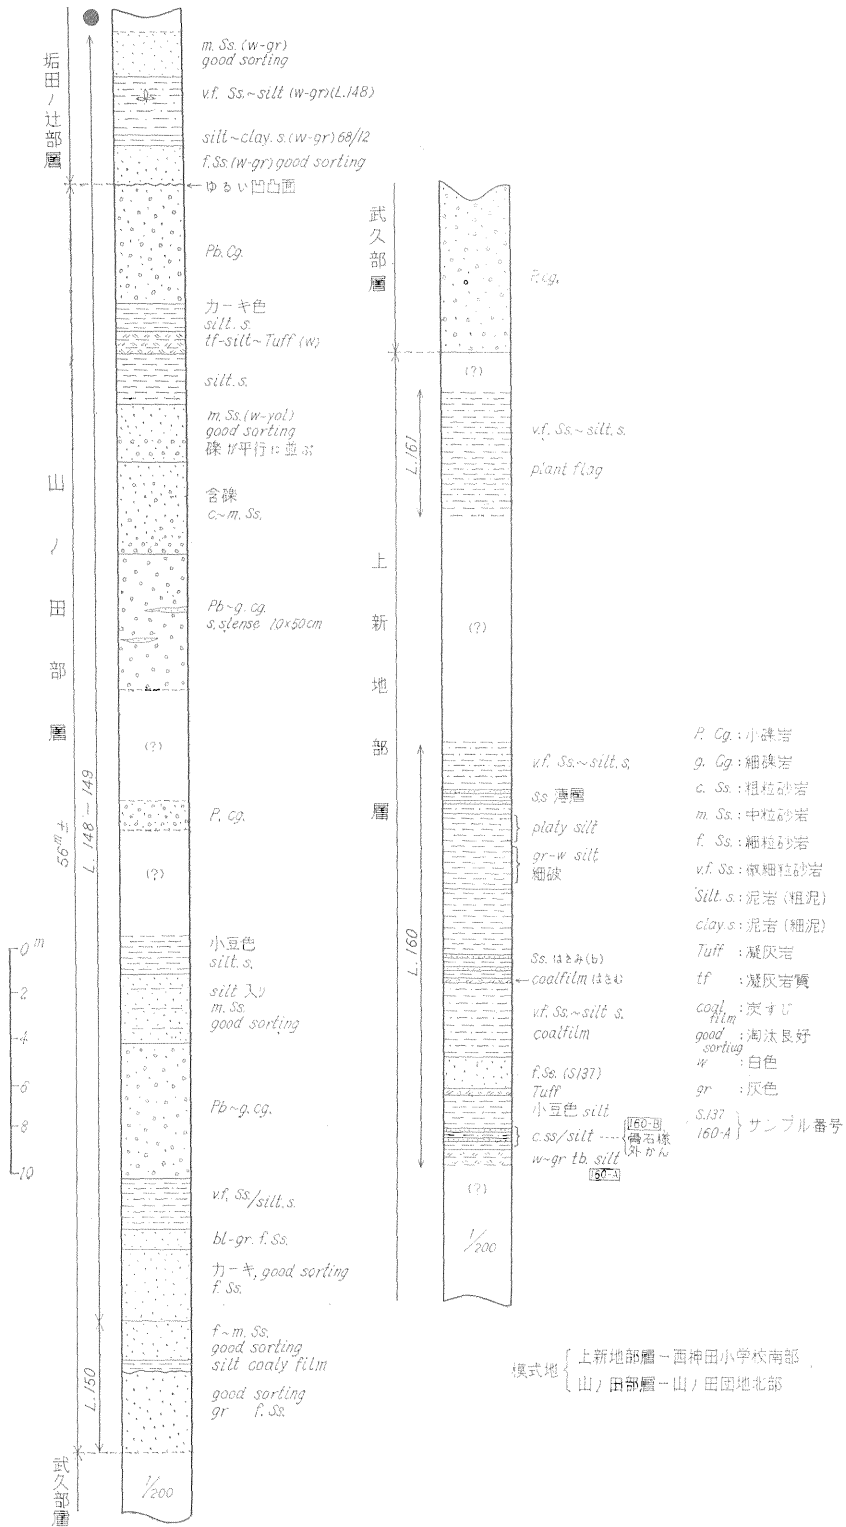 垢田ノ辻部層
m. Ss. (w-gr)
good sorting
v.f. Ss.~silt (w-gr)(L.148)
silt~clay. s. (w-gr) 68/12
f. Ss. (w-gr) good sorting
ゆるい凹凸面
山ノ田部層
56m±
L. 148~149
L. 150
Pb. Cg.
カーキ色
silt. s.
tf-silt~Tuff (w)
silt. s.
m. Ss. (w-yol)
good sorting
礫が平行に並ぶ
含礫
c.~m. Ss.
Pb~g. cg.
s.slense 10x50cm
(?)
P. cg.
(?)
小豆色
silt. s.
silt 入り
m. Ss.
good sorting
Pb~g. cg.
v.f, Ss./silt. s.
bl-gr. f. Ss.
カーキ, good sorting
f. Ss.
f~m. Ss.
good sorting
silt coaly film
good sorting
gr f. Ss.
武久部層
1/200
0m
2
4
6
8
10
武久部層
P. cg.
上新地部層
(?)
L. 161
v.f. Ss.~silt. s.
plant flag
(?)
L. 160
v.f. Ss.~silt. s.
s.s 薄層
platy silt
gr-w silt
細破
Ss. はさみ(b)
coalfilm はさむ
v.f. Ss.~silt s.
coalfilm
f. Ss. (S137)
Tuff
小豆色 silt
c.ss/silt
160-B
骨石様
外かん
w~gr tb. silt
160-A
(?)
1/200
P. Cg. : 小礫岩
g. Cg : 細礫岩
c. Ss. : 粗粒砂岩
m. Ss. : 中粒砂岩
f. Ss. : 細粒砂岩
v.f. Ss. : 微細粒砂岩
Silt. s. : 泥岩 (粗泥)
clay. s : 泥岩 (細泥)
Tuff : 凝灰岩
tf : 凝灰岩質
coal film : 炭すじ
good sorting : 淘汰良好
w : 白色
gr : 灰色
S.137
160-A
サンプル番号
模式地
上新地部層ー西神田小学校南部
山ノ田部層ー山ノ田団地北部